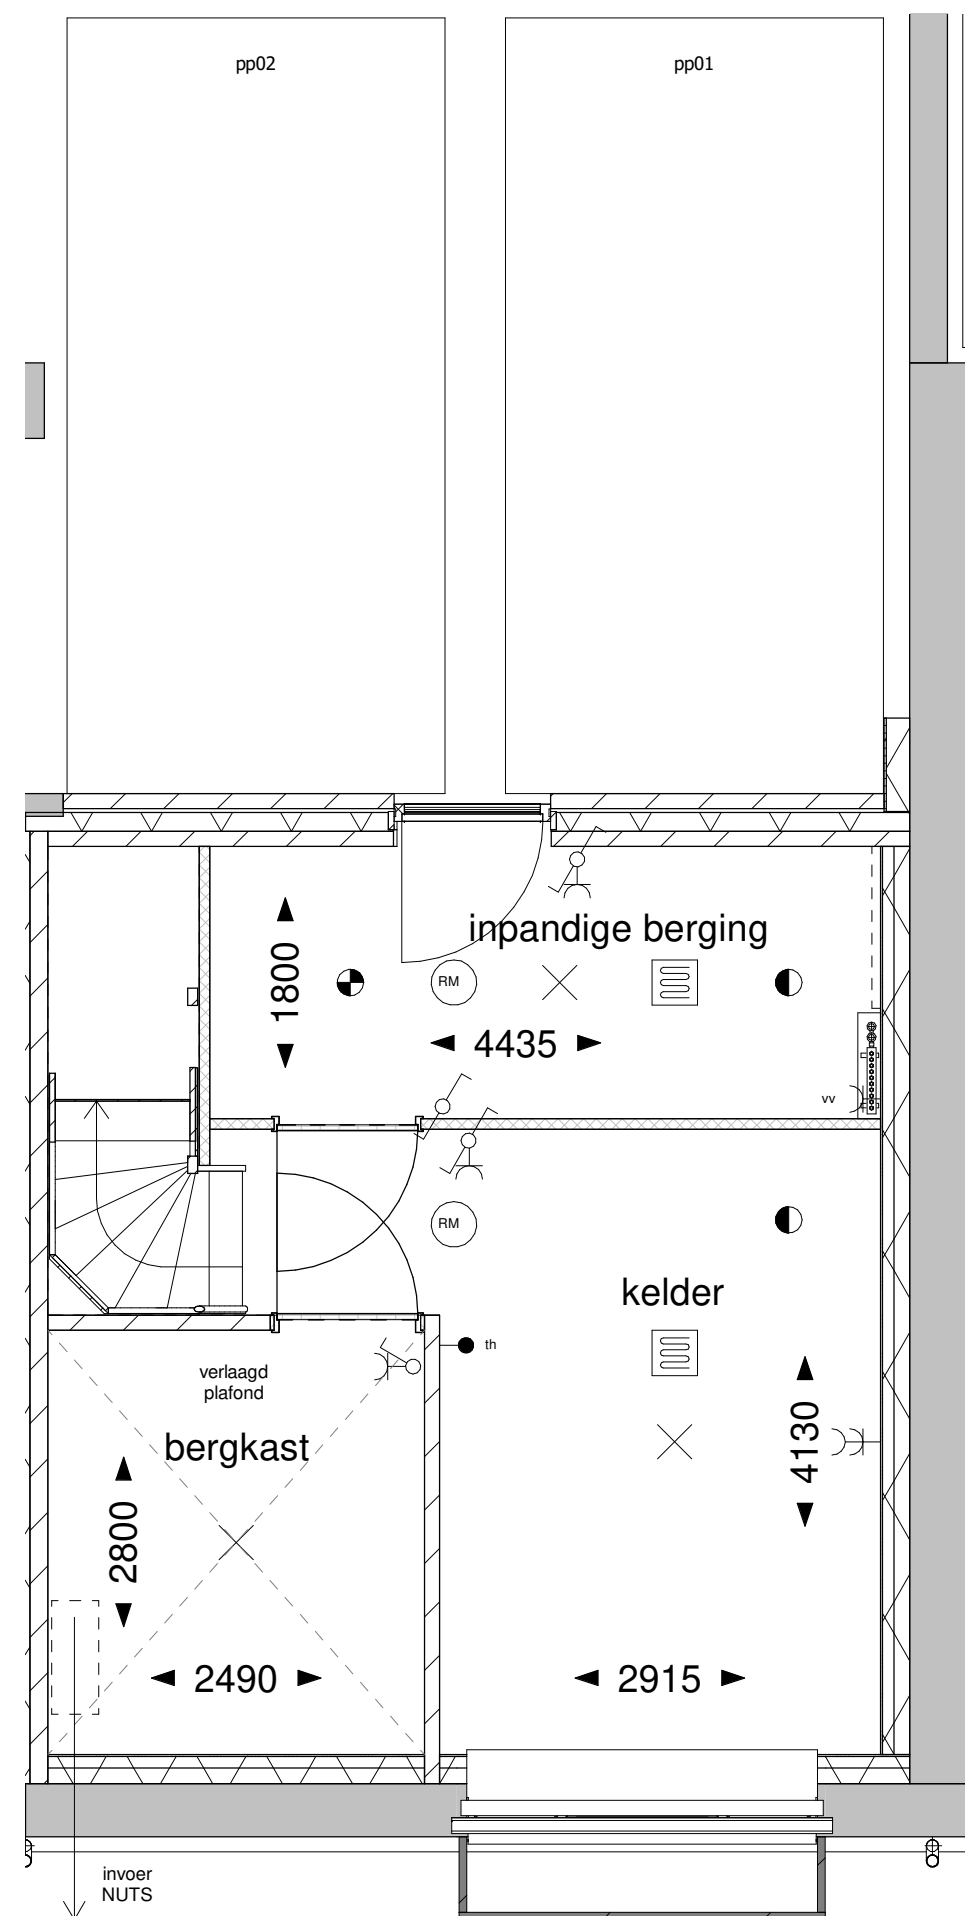 pp02
pp01
inpandige berging
1800
RM
4435
vv
RM
kelder
th
verlaagd
plafond
bergkast
4130
2800
2490
2915
invoer
NUTS